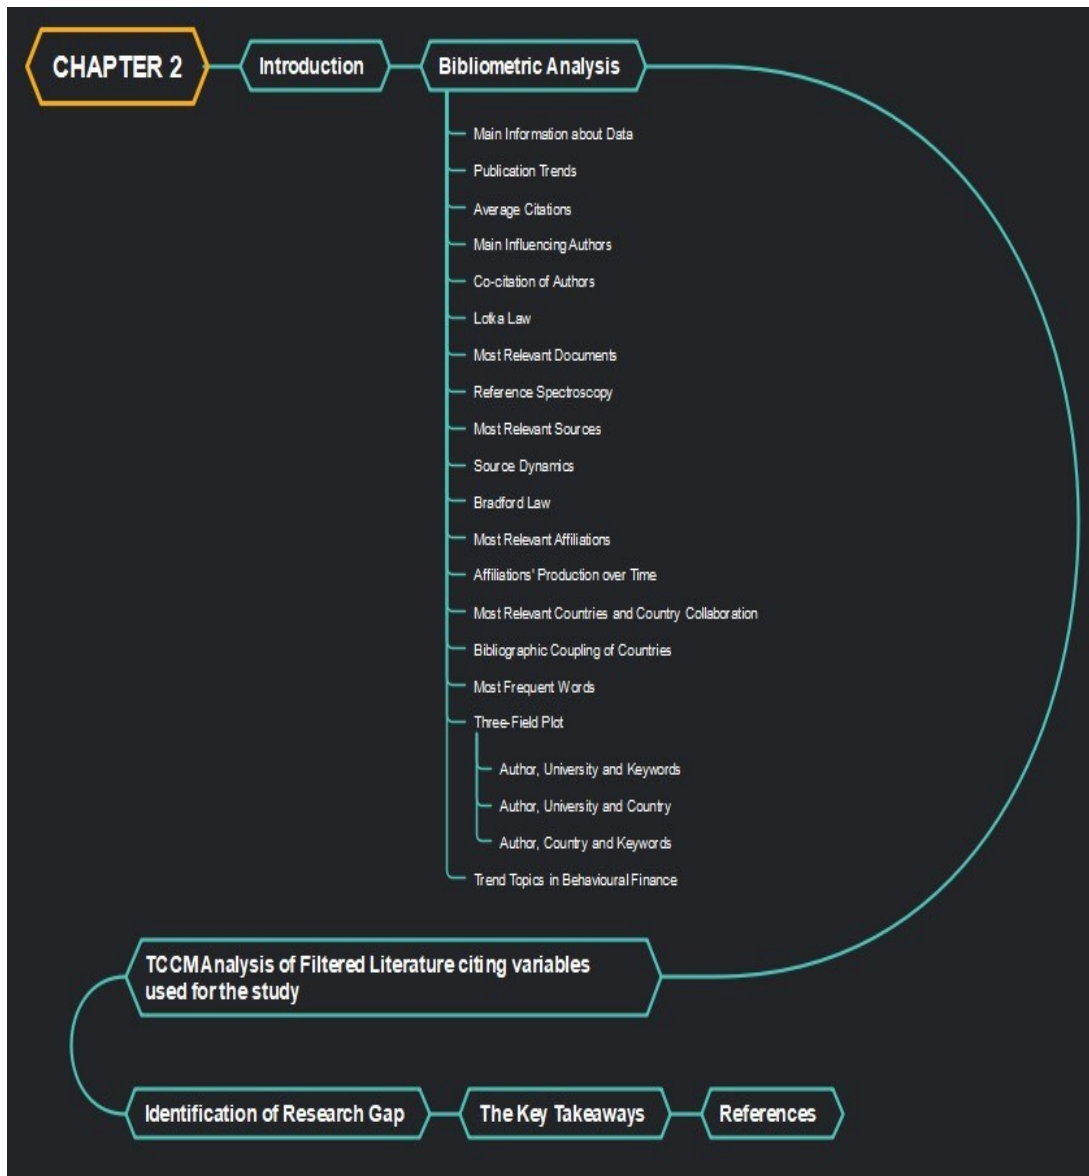 CHAPTER 2
Introduction
Bibliometric Analysis
Main Information about Data
Publication Trends
Average Citations
Main Influencing Authors
Co-citation of Authors
Lotka Law
Most Relevant Documents
Reference Spectroscopy
Most Relevant Sources
Source Dynamics
Bradford Law
Most Relevant Affiliations
Affiliations' Production over Time
Most Relevant Countries and Country Collaboration
Bibliographic Coupling of Countries
Most Frequent Words
Three-Field Plot
Author, University and Keywords
Author, University and Country
Author, Country and Keywords
Trend Topics in Behavioural Finance
TCCM Analysis of Filtered Literature citing variables
used for the study
Identification of Research Gap
The Key Takeaways
References